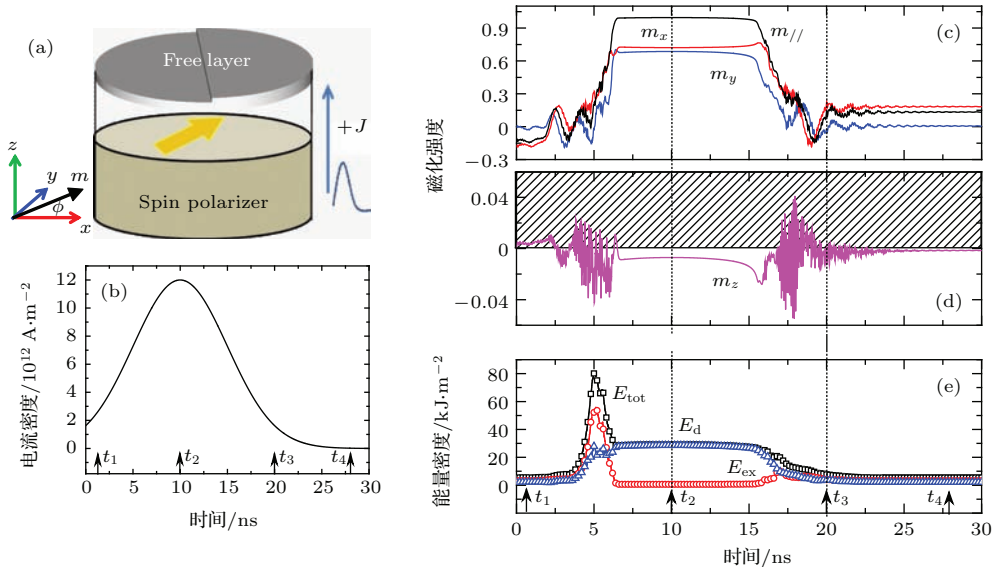 (a)
Free layer
+J
Spin polarizer
z
y
m
ϕ
x
(b)
电流密度/10¹² A·m⁻²
12
10
8
6
4
2
0
t₁
t₂
t₃
t₄
0 5 10 15 20 25 30
时间/ns
磁化强度
0.9
0.6
0.3
0
−0.3
mₓ
m//
m_y
(c)
0.04
0
−0.04
m_z
(d)
能量密度/kJ·m⁻²
80
60
40
20
0
E_tot
E_d
E_ex
(e)
t₁
t₂
t₃
t₄
0 5 10 15 20 25 30
时间/ns